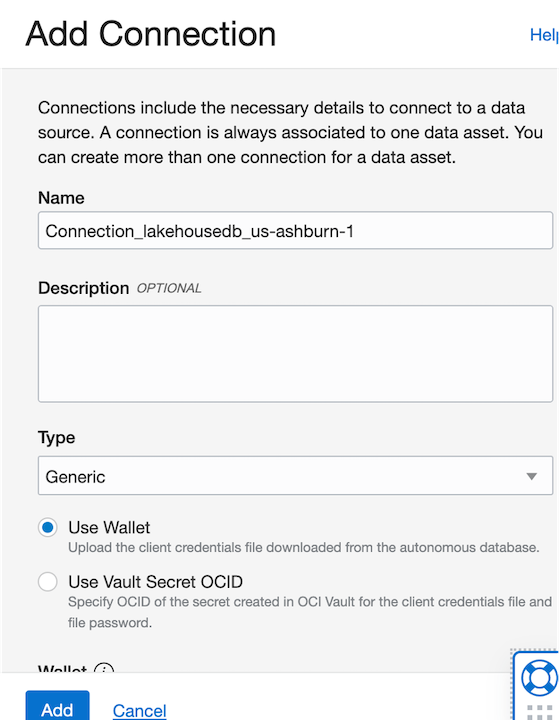 Add Connection
Help
Connections include the necessary details to connect to a data
source. A connection is always associated to one data asset. You
can create more than one connection for a data asset.
Name
Connection_lakehousedb_us-ashburn-1
Description OPTIONAL
Type
Generic
Use Wallet
Upload the client credentials file downloaded from the autonomous database.
Use Vault Secret OCID
Specify OCID of the secret created in OCI Vault for the client credentials file and
file password.
Wallet
Add
Cancel